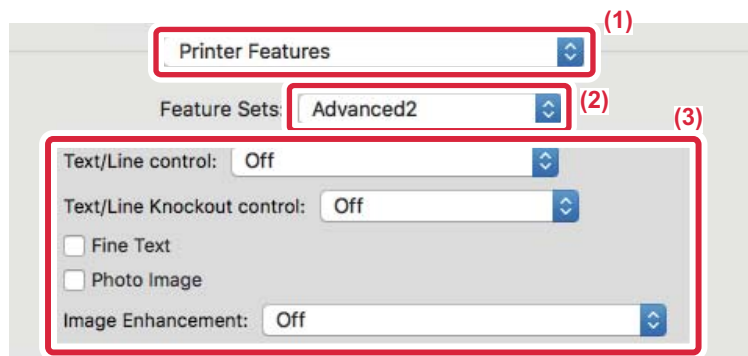 (1)
Printer Features
Feature Sets: Advanced2 (2)
(3)
Text/Line control: Off
Text/Line Knockout control: Off
Fine Text
Photo Image
Image Enhancement: Off